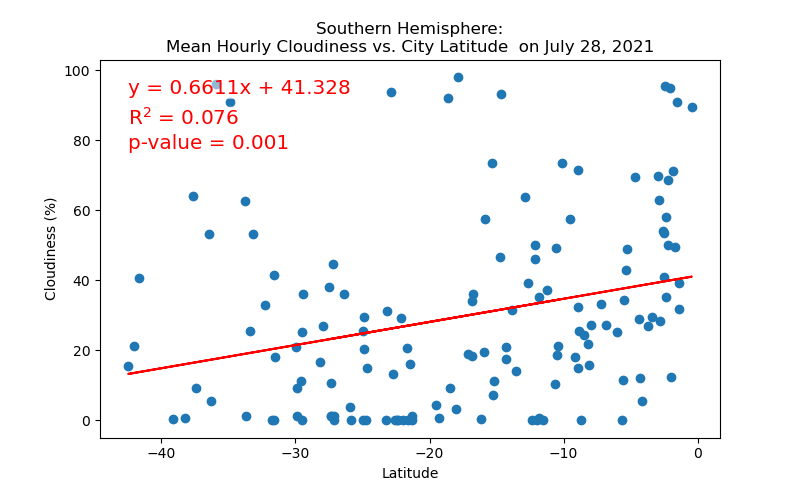 Southern Hemisphere:
Mean Hourly Cloudiness vs. City Latitude  on July 28, 2021
y = 0.6611x + 41.328
R² = 0.076
p-value = 0.001
Cloudiness (%)
100
80
60
40
20
0
−40
−30
−20
−10
0
Latitude